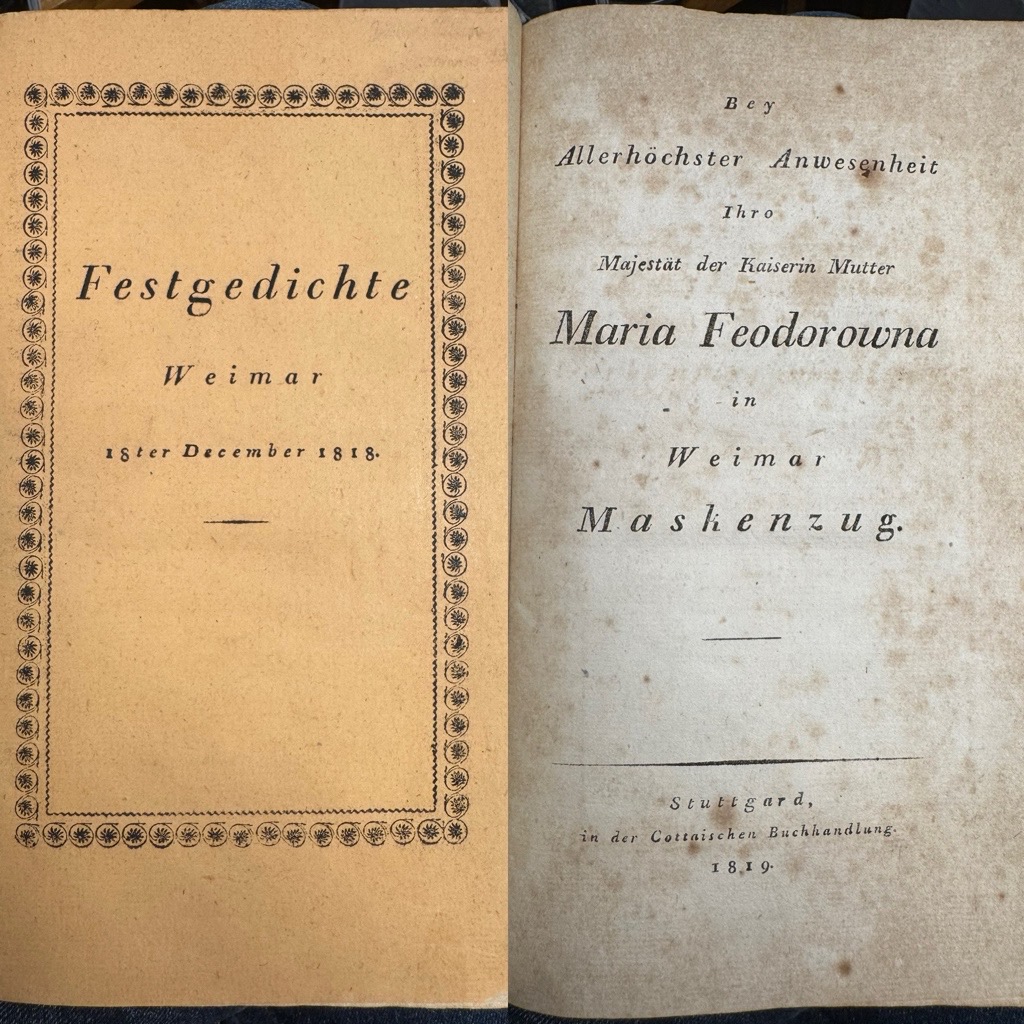 Festgedichte
Weimar
18ter December 1818.
Bey
Allerhöchster Anwesenheit
Ihro
Majestät der Kaiserin Mutter
Maria Feodorowna
in
Weimar
Maskenzug.
Stuttgard,
in der Cottaischen Buchhandlung.
1819.